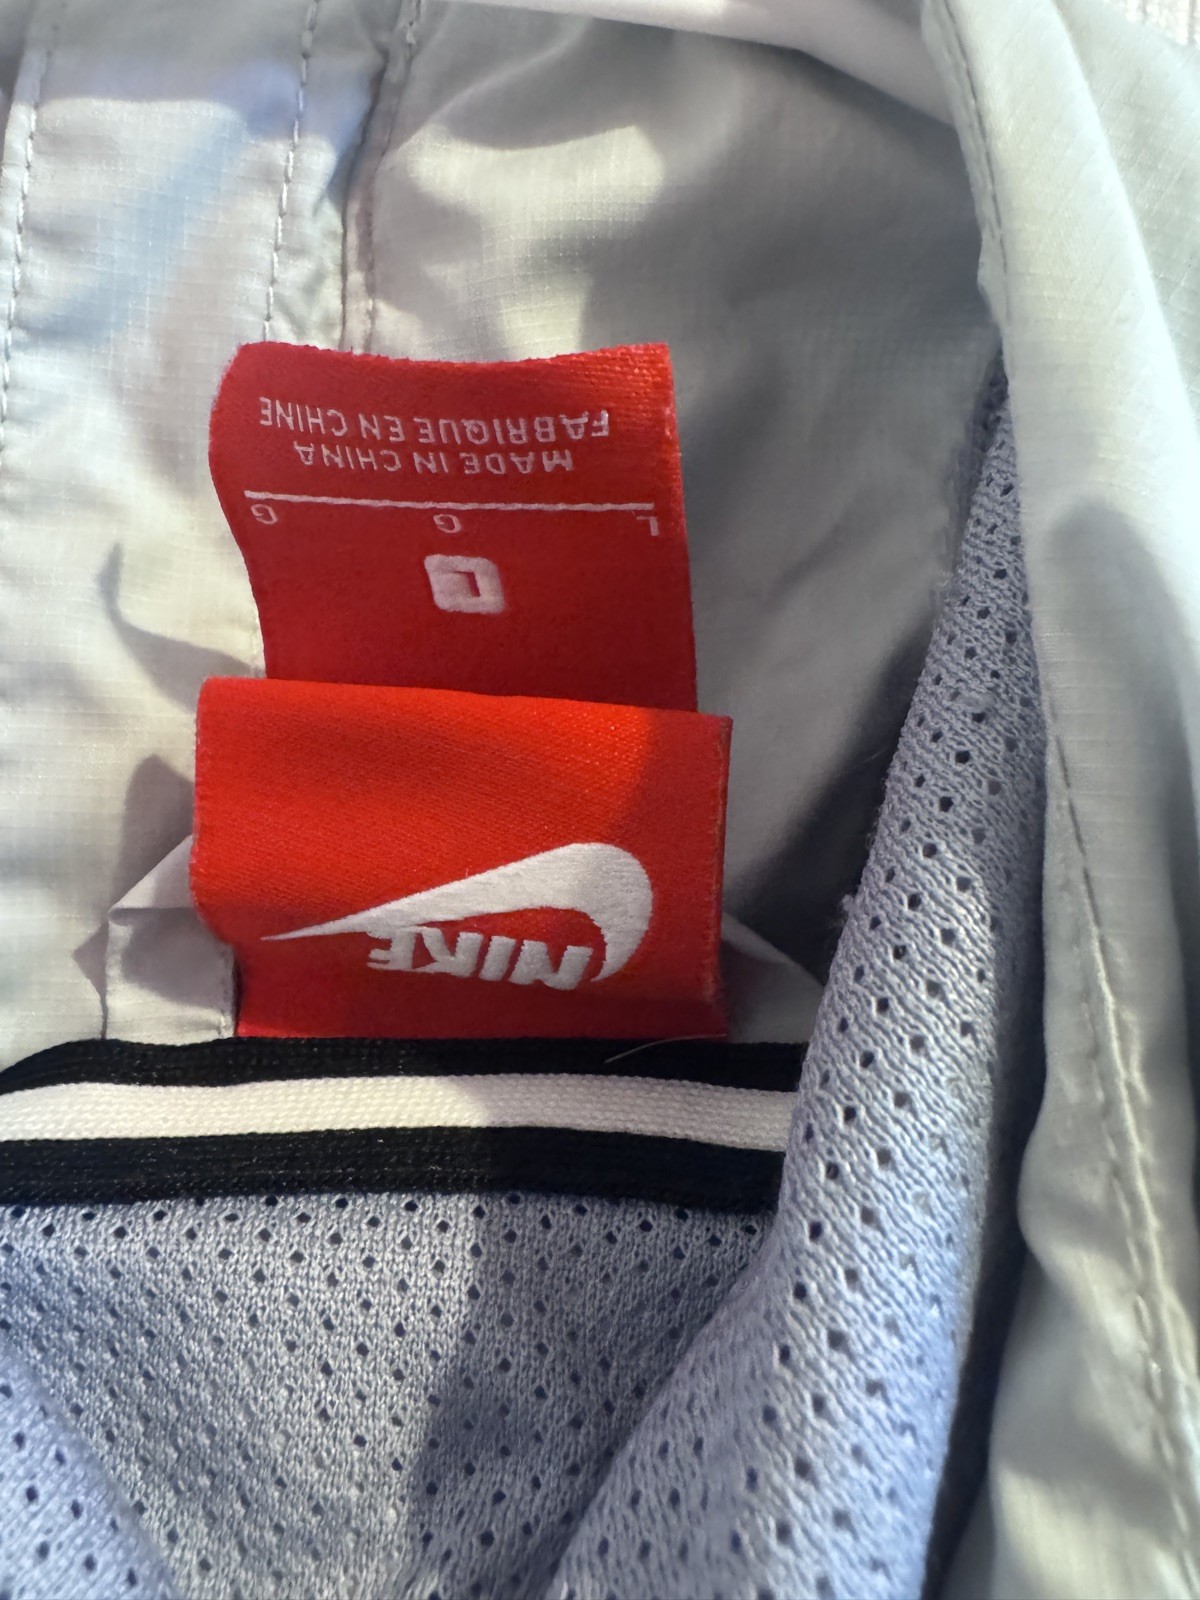 NIKE
L
L G G
MADE IN CHINA
FABRIQUE EN CHINE